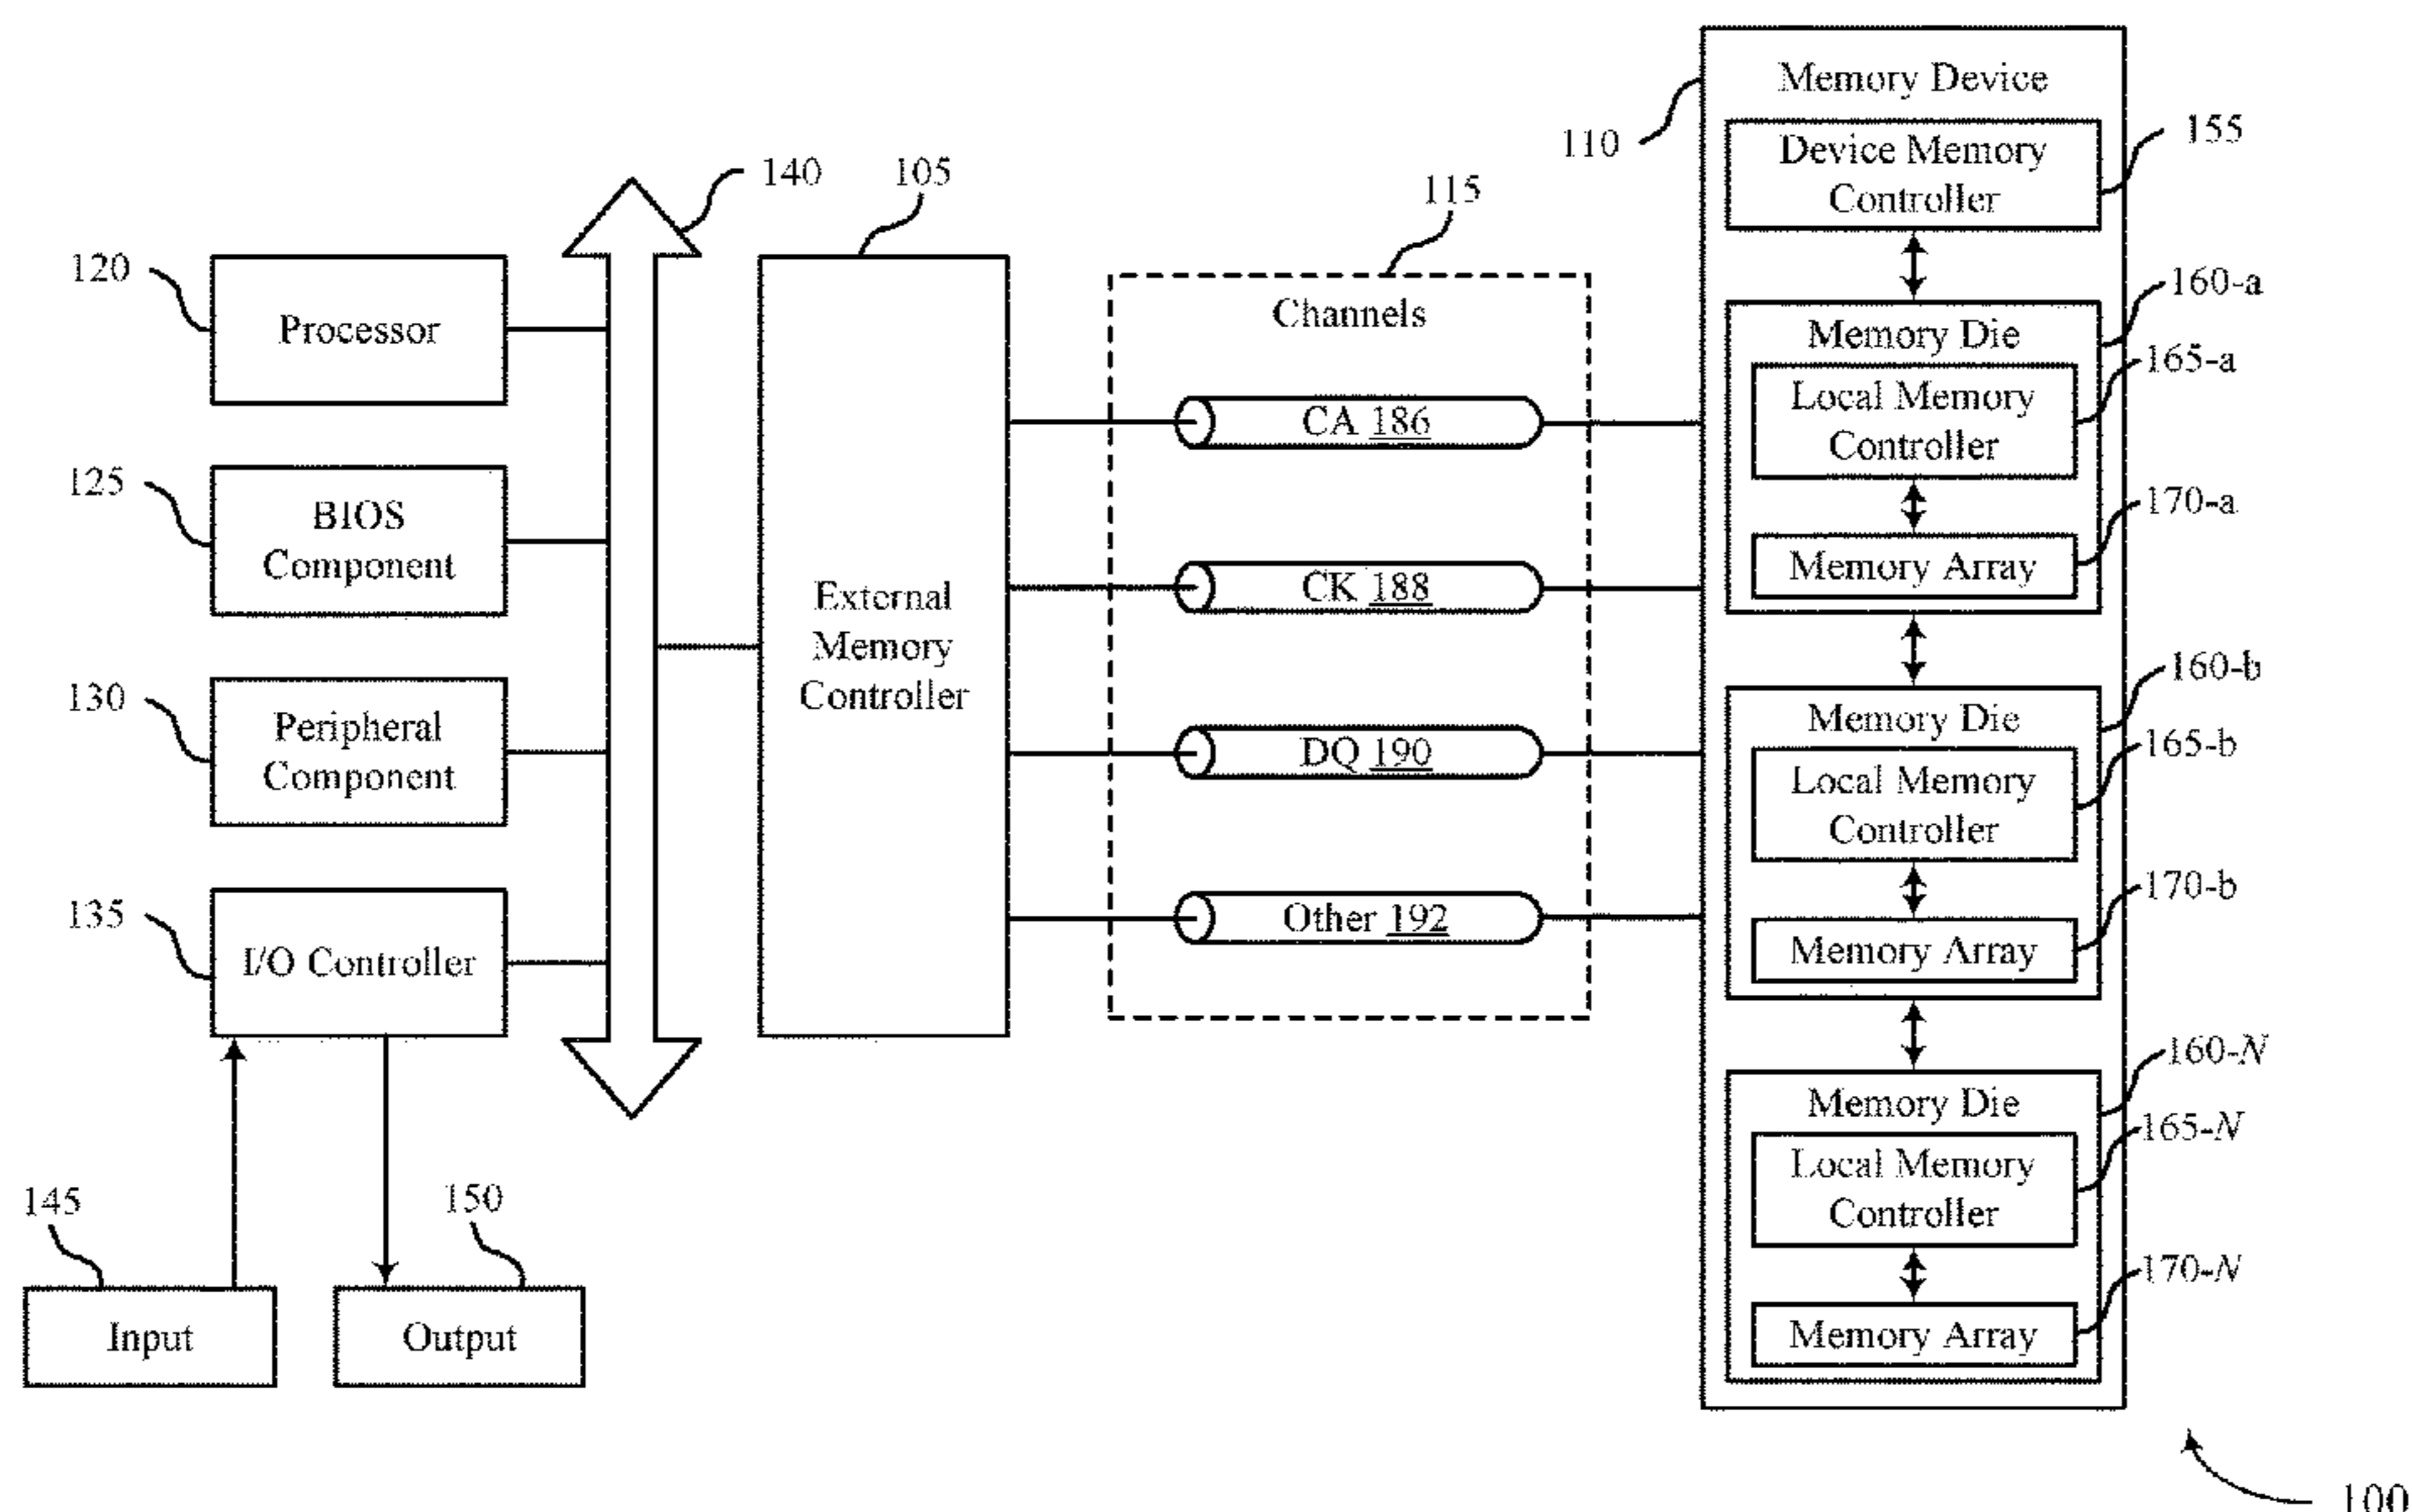 Memory Device
110
Device Memory
Controller
155
140
105
115
120
Processor
160-a
Channels
Memory Die
165-a
Local Memory
Controller
CA 186
125
BIOS
Component
170-a
Memory Array
CK 188
External
Memory
Controller
130
Peripheral
Component
160-b
Memory Die
165-b
Local Memory
Controller
DQ 190
135
I/O Controller
170-b
Memory Array
Other 192
160-N
Memory Die
165-N
Local Memory
Controller
145
150
170-N
Input
Output
Memory Array
100